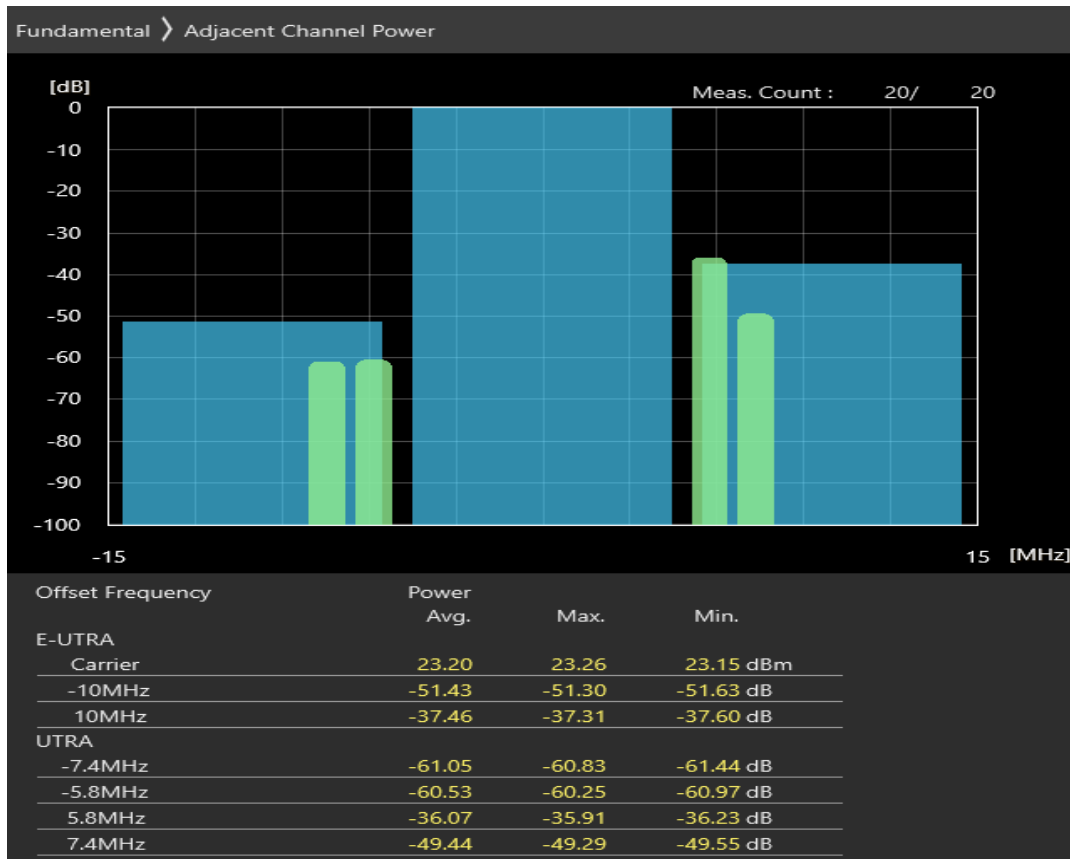 Fundamental 》 Adjacent Channel Power
[dB]
Meas. Count : 20/ 20
0
-10
-20
-30
-40
-50
-60
-70
-80
-90
-100
-15 15 [MHz]
Offset Frequency Power
Avg. Max. Min.
E-UTRA
Carrier 23.20 23.26 23.15 dBm
-10MHz -51.43 -51.30 -51.63 dB
10MHz -37.46 -37.31 -37.60 dB
UTRA
-7.4MHz -61.05 -60.83 -61.44 dB
-5.8MHz -60.53 -60.25 -60.97 dB
5.8MHz -36.07 -35.91 -36.23 dB
7.4MHz -49.44 -49.29 -49.55 dB